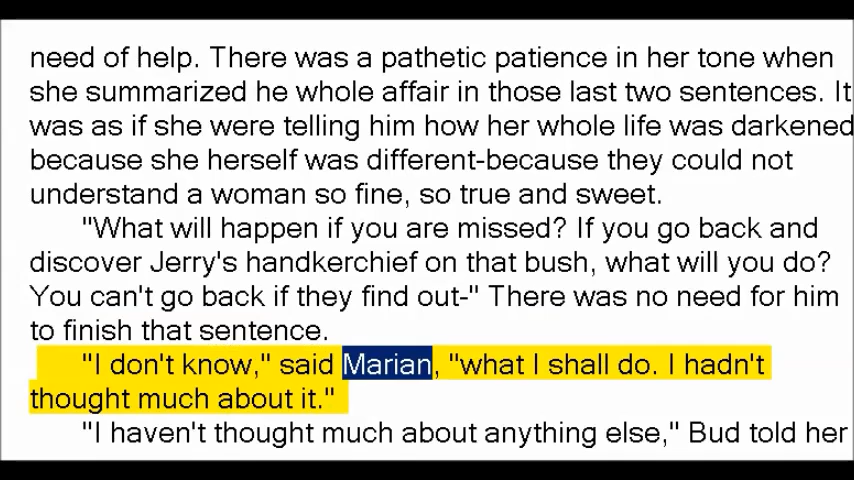 need of help. There was a pathetic patience in her tone when
she summarized he whole affair in those last two sentences. It
was as if she were telling him how her whole life was darkened
because she herself was different-because they could not
understand a woman so fine, so true and sweet.
"What will happen if you are missed? If you go back and
discover Jerry's handkerchief on that bush, what will you do?
You can't go back if they find out-" There was no need for him
to finish that sentence.
"I don't know," said Marian, "what I shall do. I hadn't
thought much about it."
"I haven't thought much about anything else," Bud told her